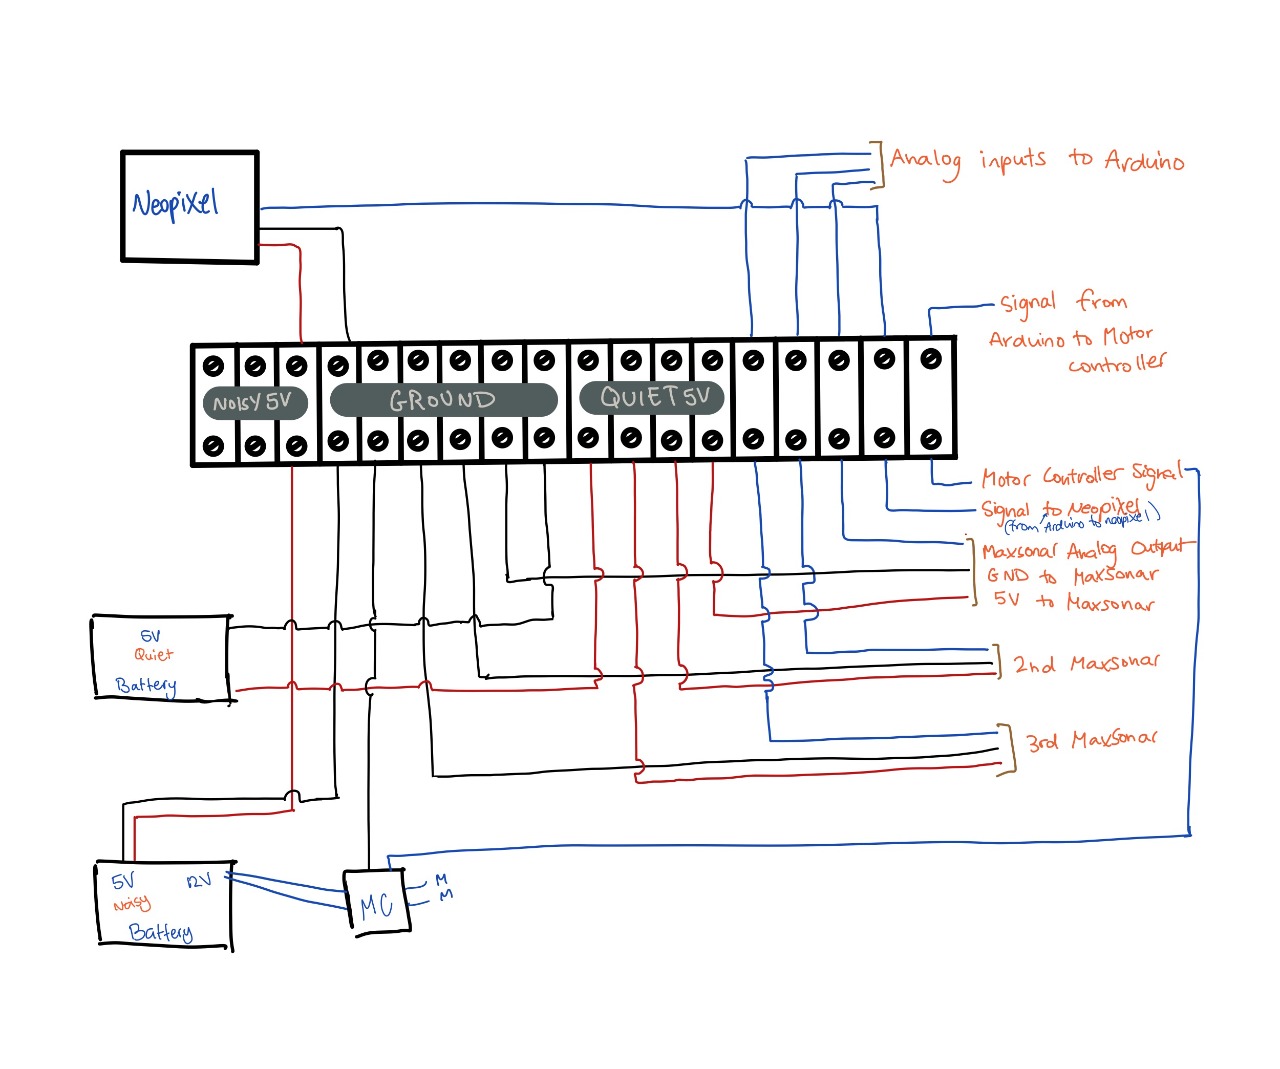 Neopixel
Analog inputs to Arduino
Signal from
Arduino to Motor
controller
NOISY 5V
GROUND
QUIET 5V
Motor Controller Signal
Signal to Neopixel
(from Arduino to neopixel)
Maxsonar Analog Output
GND to MaxSonar
5V to Maxsonar
2nd Maxsonar
3rd MaxSonar
5V
Quiet
Battery
5V
12V
Noisy
Battery
MC
M
M